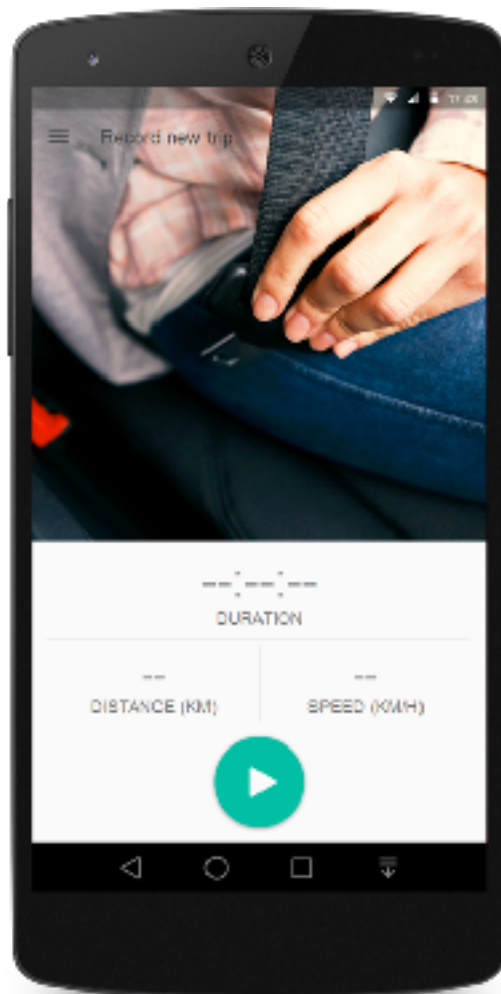 Record new trip
--:--:--
DURATION
--
--
DISTANCE (KM)
SPEED (KM/H)